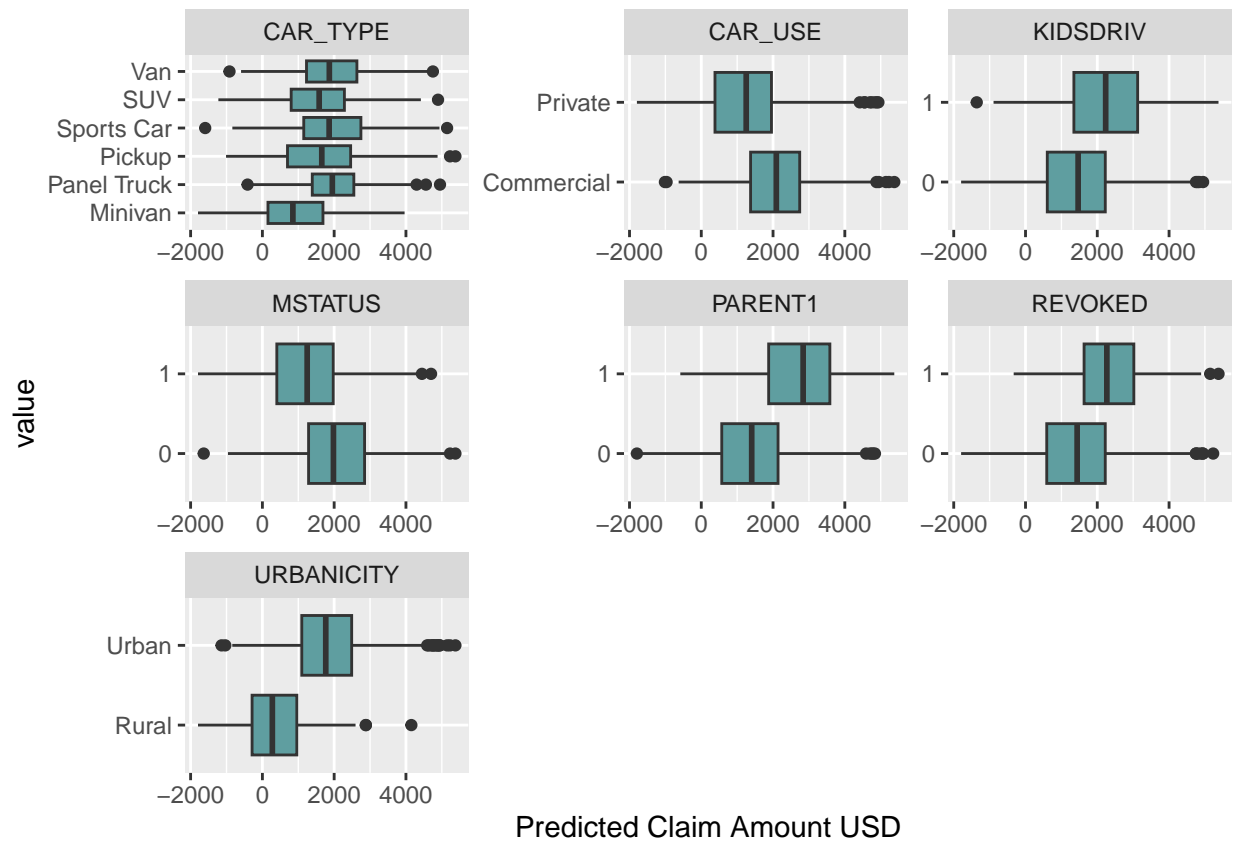 CAR_TYPE
Van
SUV
Sports Car
Pickup
Panel Truck
Minivan
−2000 0 2000 4000
CAR_USE
Private
Commercial
−2000 0 2000 4000
KIDSDRIV
1
0
−2000 0 2000 4000
value
MSTATUS
1
0
−2000 0 2000 4000
PARENT1
1
0
−2000 0 2000 4000
REVOKED
1
0
−2000 0 2000 4000
URBANICITY
Urban
Rural
−2000 0 2000 4000
Predicted Claim Amount USD